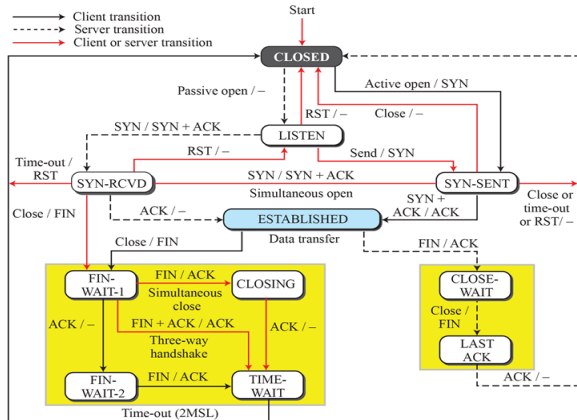 Client transition
Server transition
Client or server transition
Start
CLOSED
Passive open / –
Active open / SYN
RST / –
Close / –
SYN / SYN + ACK
LISTEN
Time-out /
RST
RST / –
Send / SYN
SYN-RCVD
SYN / SYN + ACK
Simultaneous open
SYN-SENT
Close or
time-out
or RST / –
Close / FIN
ACK / –
SYN +
ACK / ACK
ESTABLISHED
Data transfer
Close / FIN
FIN / ACK
FIN-
WAIT-1
FIN / ACK
Simultaneous
close
CLOSING
CLOSE-
WAIT
Close /
FIN
ACK / –
FIN + ACK / ACK
Three-way
handshake
ACK / –
LAST
ACK
FIN-
WAIT-2
FIN / ACK
TIME-
WAIT
ACK / –
Time-out (2MSL)